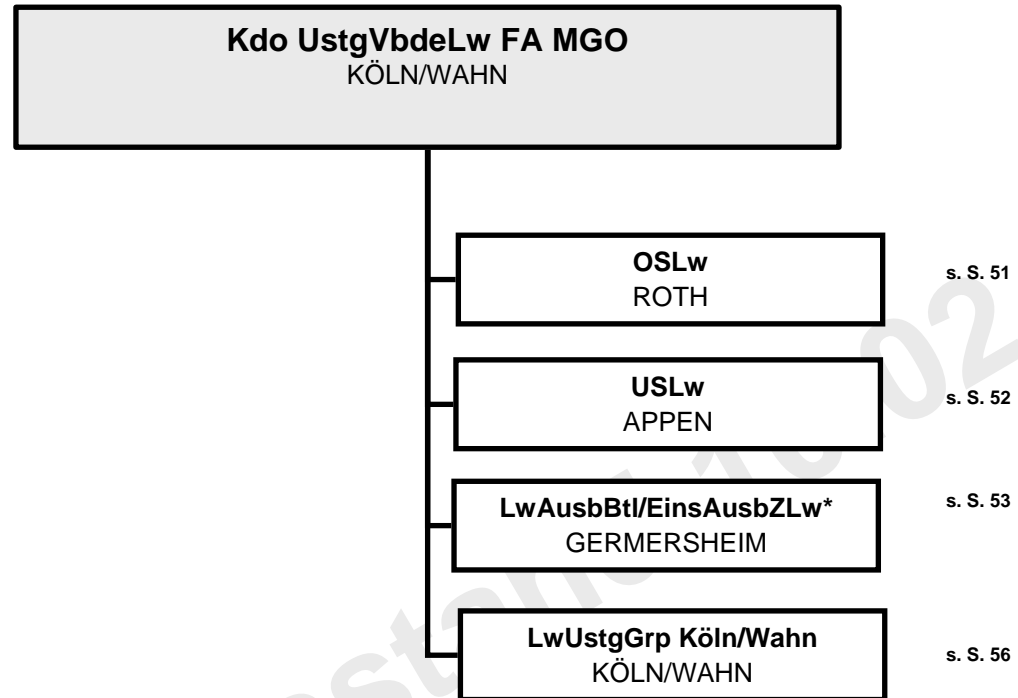 Kdo UstgVbdeLw FA MGO
KÖLN/WAHN
OSLw
ROTH
s. S. 51
USLw
APPEN
s. S. 52
LwAusbBtl/EinsAusbZLw*
GERMERSHEIM
s. S. 53
LwUstgGrp Köln/Wahn
KÖLN/WAHN
s. S. 56